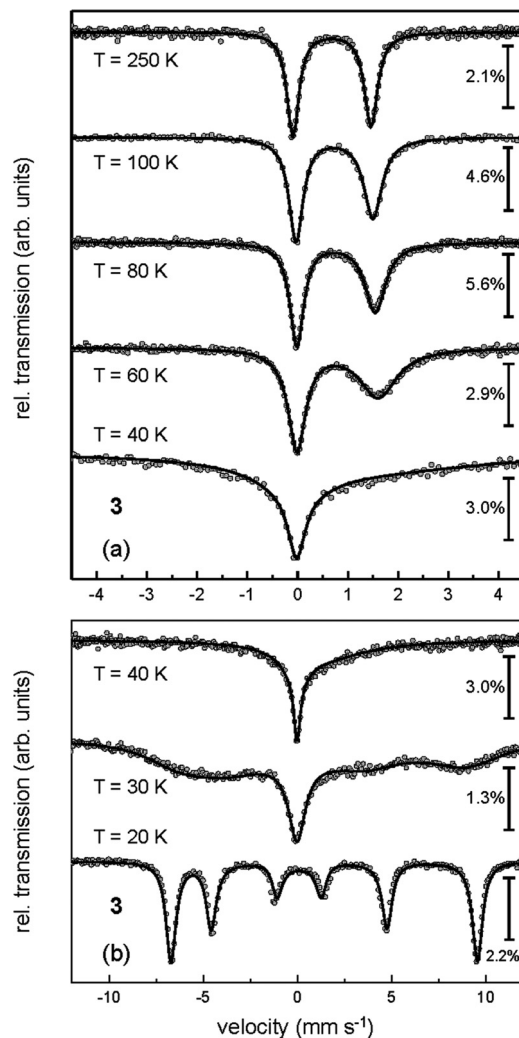 rel. transmission (arb. units)
T = 250 K
2.1%
T = 100 K
4.6%
T = 80 K
5.6%
T = 60 K
2.9%
T = 40 K
3.0%
3
(a)
-4 -3 -2 -1 0 1 2 3 4
rel. transmission (arb. units)
T = 40 K
3.0%
T = 30 K
1.3%
T = 20 K
3
2.2%
(b)
-10 -5 0 5 10
velocity (mm s⁻¹)